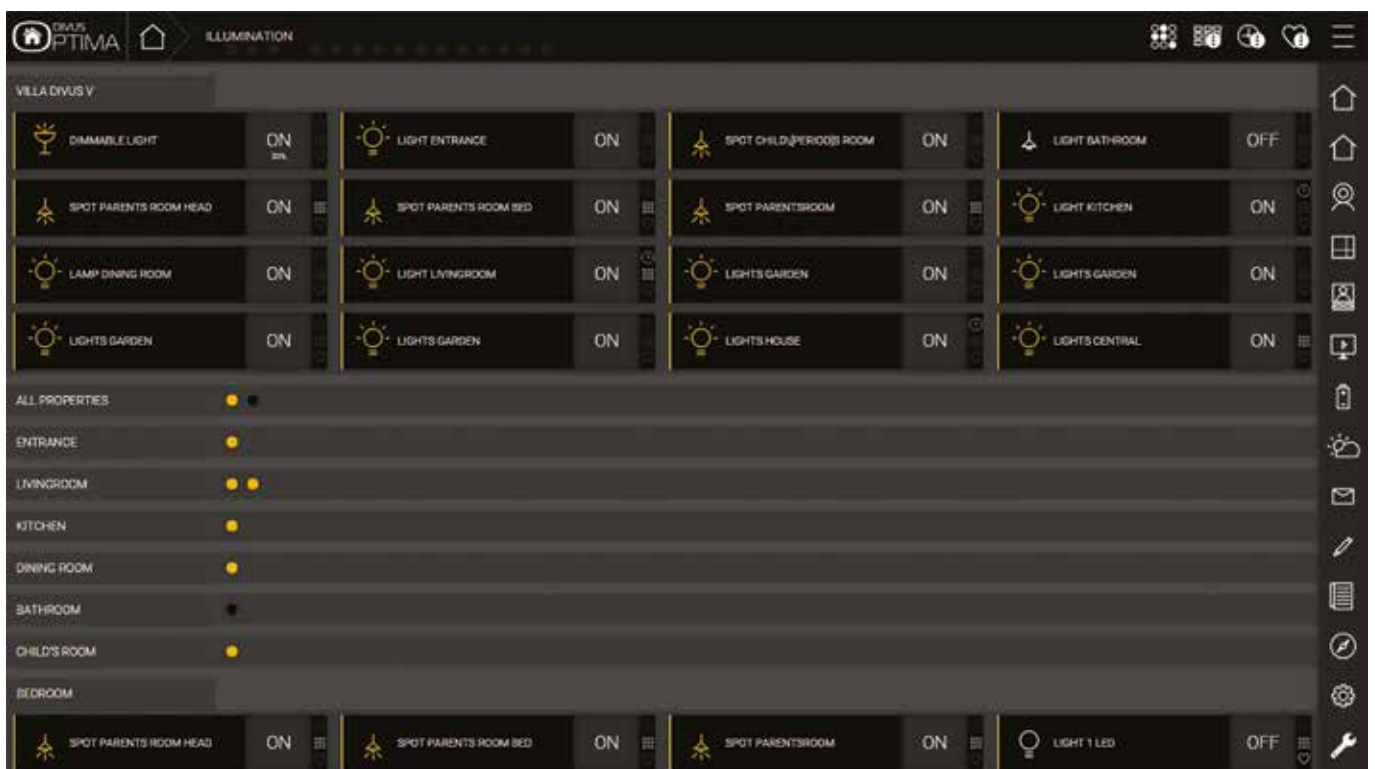 DIVUS
OPTIMA
ILLUMINATION
VILLA DIVUS V
DIMMABLE LIGHT ON LIGHT ENTRANCE ON SPOT CHILD\[PERIOD]S ROOM ON LIGHT BATHROOM OFF
SPOT PARENTS ROOM HEAD ON SPOT PARENTS ROOM BED ON SPOT PARENTSROOM ON LIGHT KITCHEN ON
LAMP DINING ROOM ON LIGHT LIVINGROOM ON LIGHTS GARDEN ON LIGHTS GARDEN ON
LIGHTS GARDEN ON LIGHTS GARDEN ON LIGHTS HOUSE ON LIGHTS CENTRAL ON
ALL PROPERTIES
ENTRANCE
LIVINGROOM
KITCHEN
DINING ROOM
BATHROOM
CHILD'S ROOM
BEDROOM
SPOT PARENTS ROOM HEAD ON SPOT PARENTS ROOM BED ON SPOT PARENTSROOM ON LIGHT 1 LED OFF